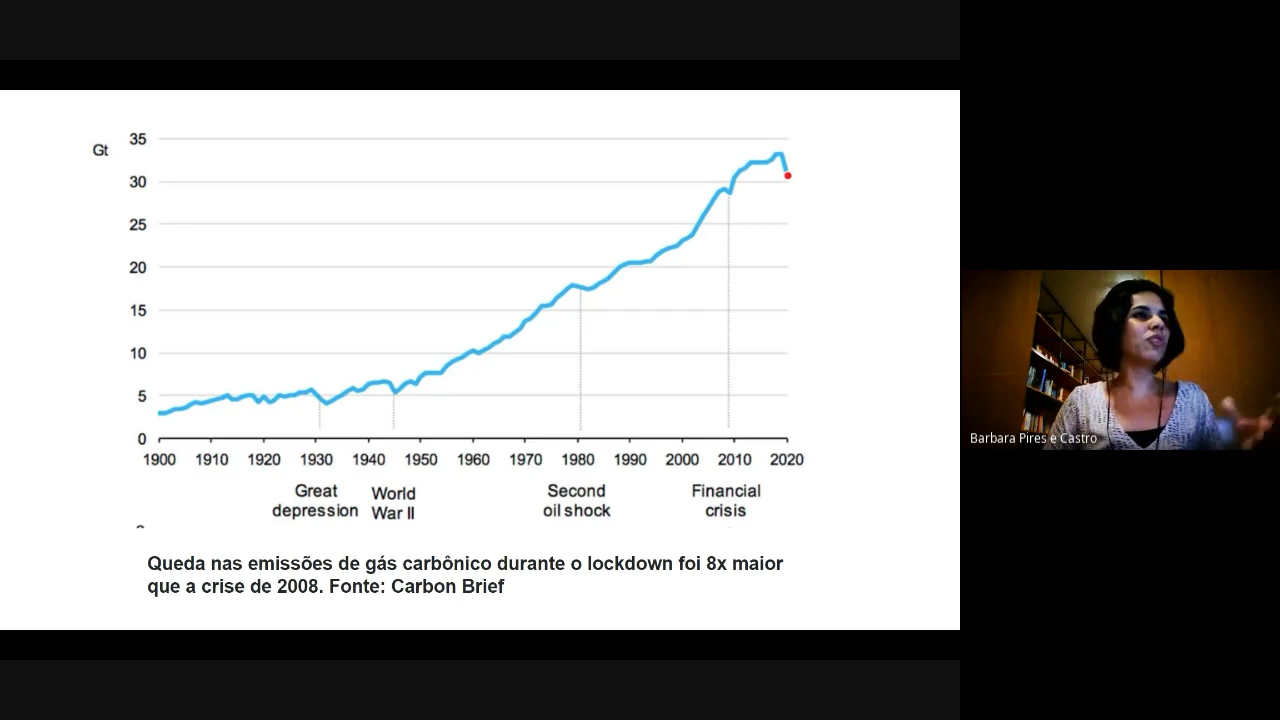 Gt
35
30
25
20
15
10
5
0
1900 1910 1920 1930 1940 1950 1960 1970 1980 1990 2000 2010 2020
Great
depression
World
War II
Second
oil shock
Financial
crisis
Queda nas emissões de gás carbônico durante o lockdown foi 8x maior
que a crise de 2008. Fonte: Carbon Brief
Barbara Pires e Castro